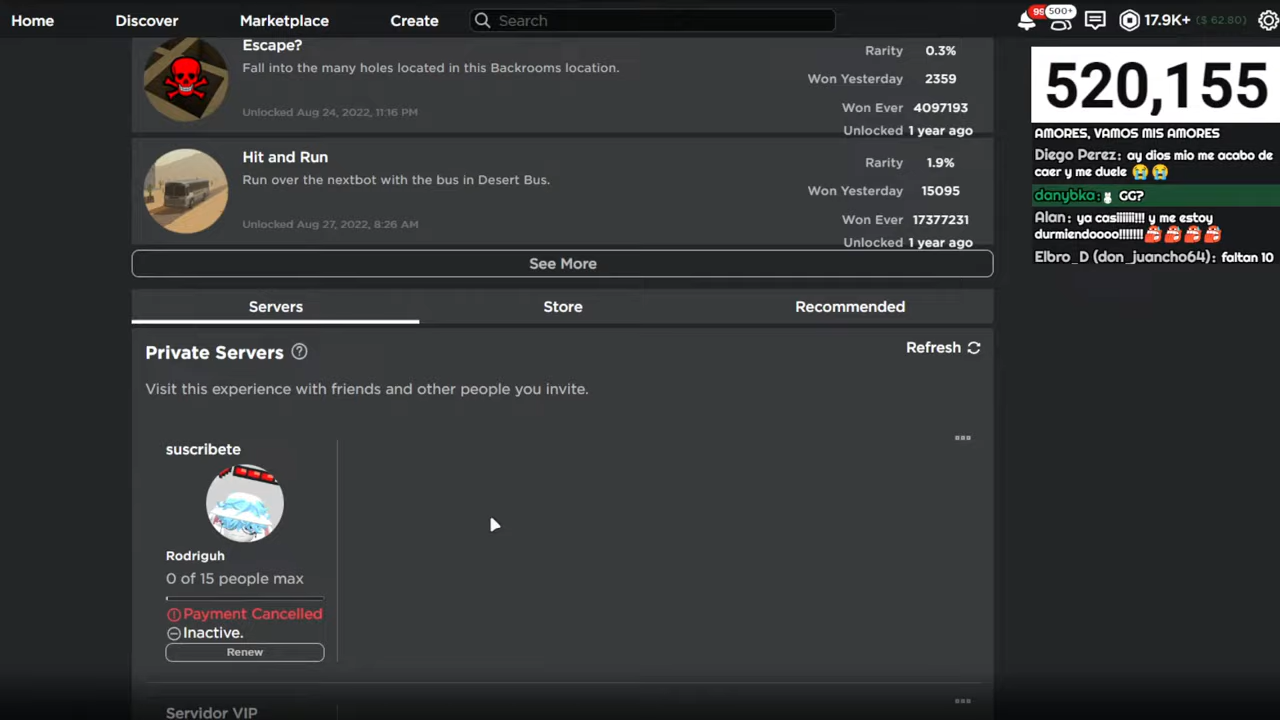 Home Discover Marketplace Create Search 99 500+ 17.9K+ ($ 62.80)
Escape?
Fall into the many holes located in this Backrooms location.
Unlocked Aug 24, 2022, 11:16 PM
Rarity 0.3%
Won Yesterday 2359
Won Ever 4097193
Unlocked 1 year ago
Hit and Run
Run over the nextbot with the bus in Desert Bus.
Unlocked Aug 27, 2022, 8:26 AM
Rarity 1.9%
Won Yesterday 15095
Won Ever 17377231
Unlocked 1 year ago
See More
Servers Store Recommended
Private Servers ?
Refresh
Visit this experience with friends and other people you invite.
suscribete
Rodriguh
0 of 15 people max
Payment Cancelled
Inactive.
Renew
Servidor VIP
520,155
AMORES, VAMOS MIS AMORES
Diego Perez: ay dios mio me acabo de
caer y me duele 😭😭
danybka: GG?
Alan: ya casiiiiii!!! y me estoy
durmiendoooo!!!!!!!
Elbro_D (don_juancho64): faltan 10